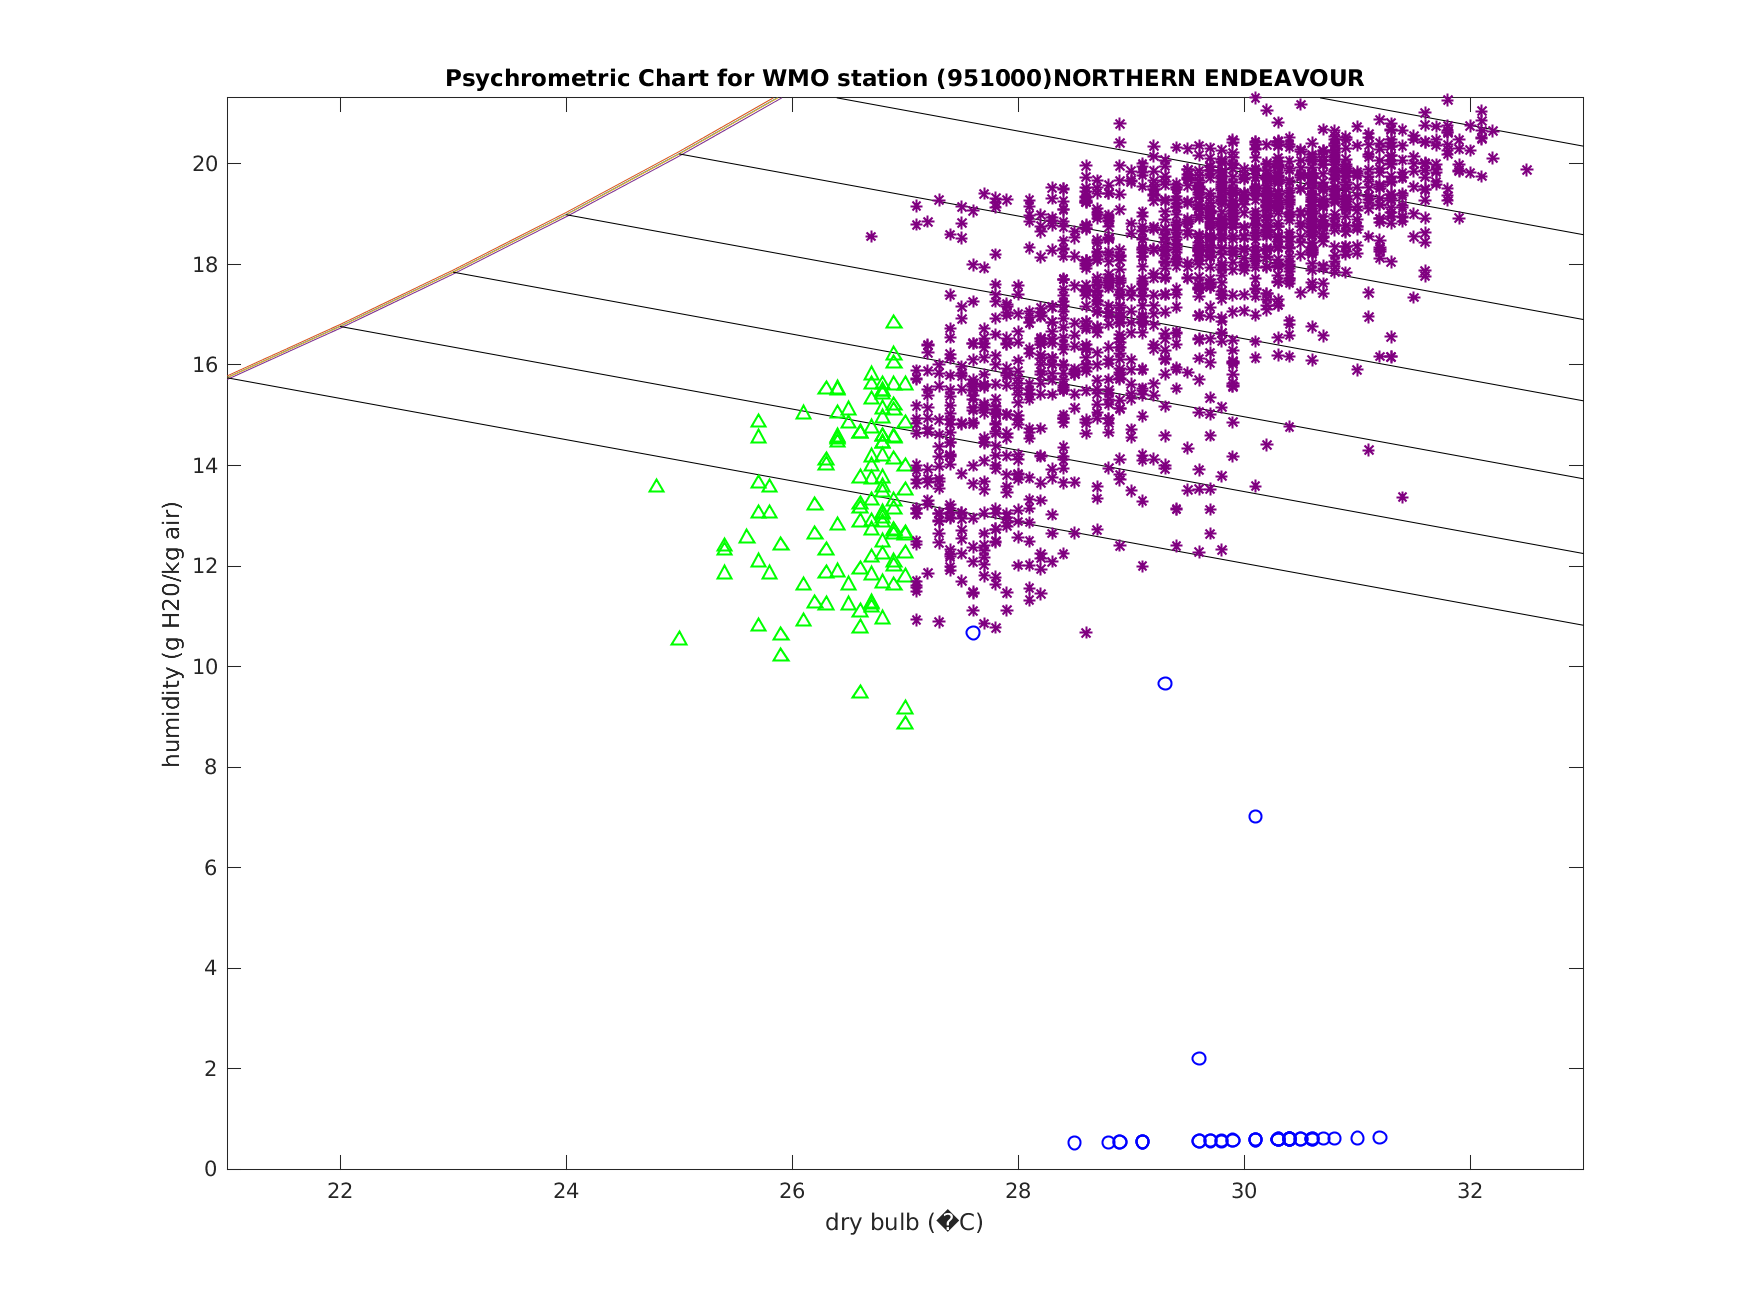 Psychrometric Chart for WMO station (951000)NORTHERN ENDEAVOUR
humidity (g H20/kg air)
20
18
16
14
12
10
8
6
4
2
0
22 24 26 28 30 32
dry bulb (�C)